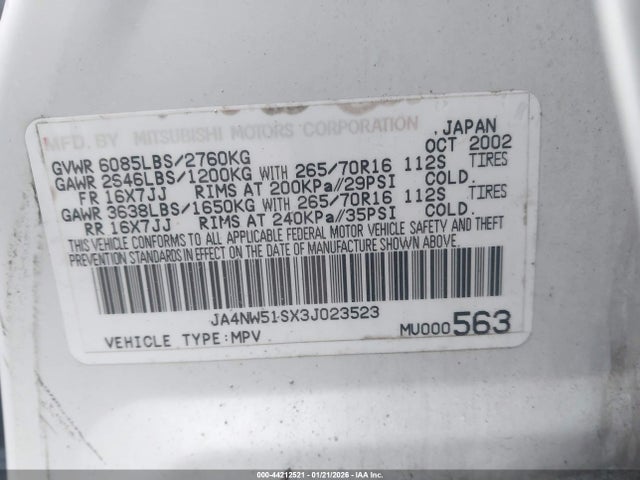 MFD. BY MITSUBISHI MOTORS CORPORATION, JAPAN
GVWR 6085LBS/2760KG OCT 2002
GAWR 2646LBS/1200KG WITH 265/70R16 112S TIRES
FR 16X7JJ RIMS AT 200KPa//29PSI COLD.
GAWR 3638LBS/1650KG WITH 265/70R16 112S TIRES
RR 16X7JJ RIMS AT 240KPa//35PSI COLD.
THIS VEHICLE CONFORMS TO ALL APPLICABLE FEDERAL MOTOR VEHICLE SAFETY AND THEFT
PREVENTION STANDARDS IN EFFECT ON THE DATE OF MANUFACTURE SHOWN ABOVE.
JA4NW51SX3J023523
VEHICLE TYPE:MPV MU000563
000-44212521 - 01/21/2026 - IAA Inc.